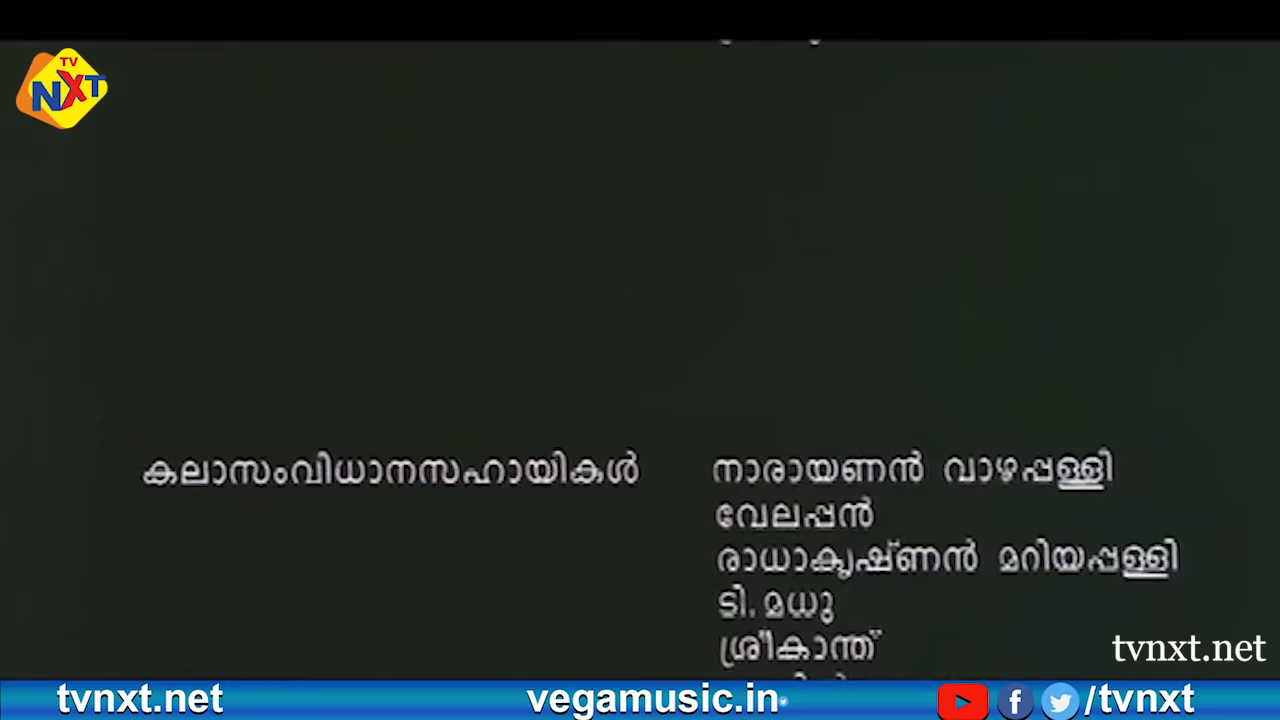 TV
NXT
കലാസംവിധാനസഹായികൾ നാരായണൻ വാഴപ്പള്ളി
വേലപ്പൻ
രാധാകൃഷ്ണൻ മറിയപ്പള്ളി
ടി. മധു
ശ്രീകാന്ത്
tvnxt.net
tvnxt.net vegamusic.in /tvnxt